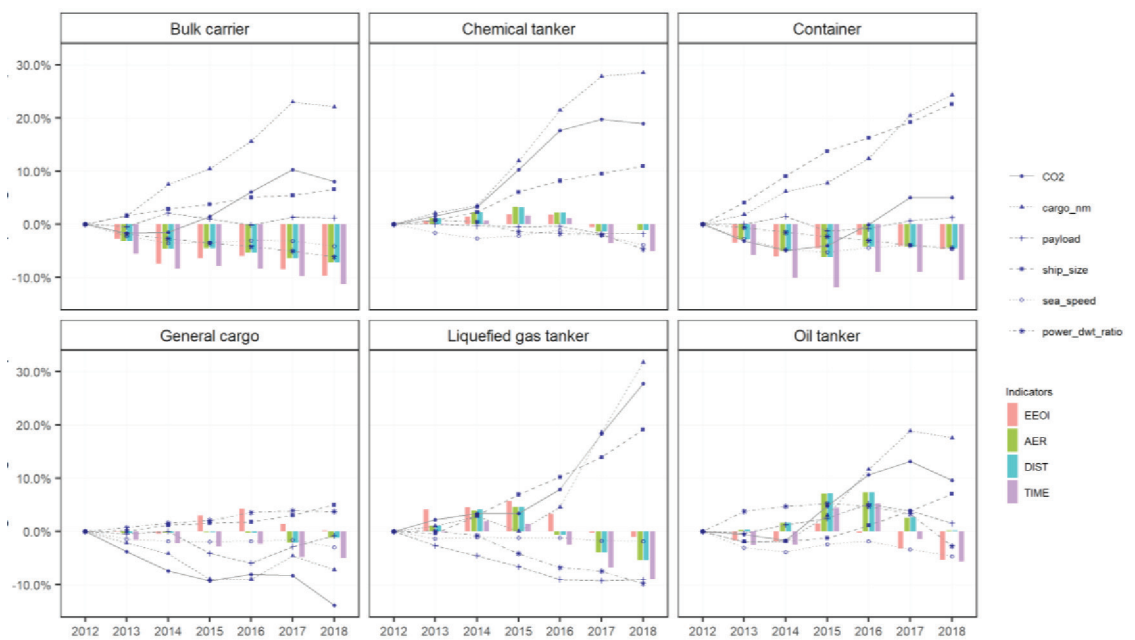 Bulk carrier
Chemical tanker
Container
30.0%
20.0%
10.0%
0.0%
-10.0%
General cargo
Liquefied gas tanker
Oil tanker
30.0%
20.0%
10.0%
0.0%
-10.0%
2012 2013 2014 2015 2016 2017 2018
2012 2013 2014 2015 2016 2017 2018
2012 2013 2014 2015 2016 2017 2018
CO2
cargo_nm
payload
ship_size
sea_speed
power_dwt_ratio
Indicators
EEOI
AER
DIST
TIME